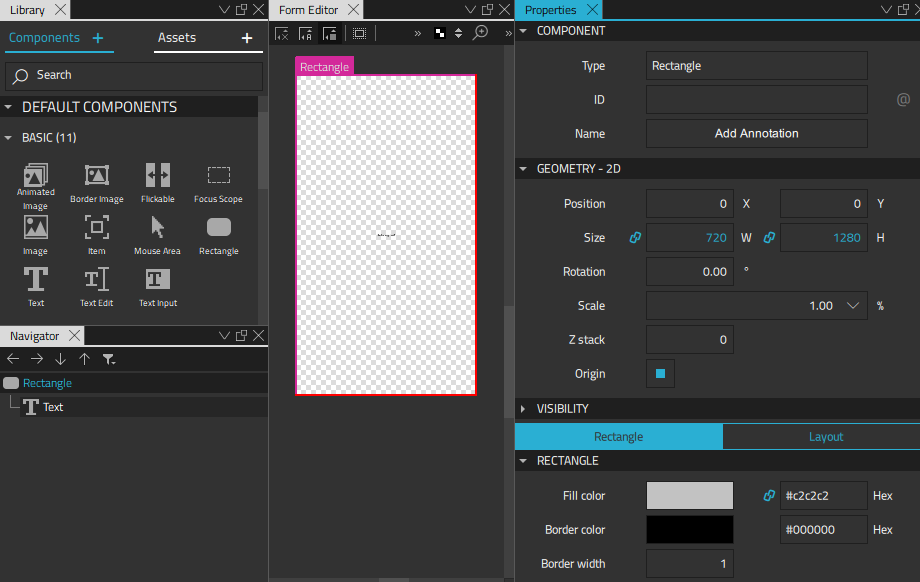 Library
Components +
Assets +
Search
DEFAULT COMPONENTS
BASIC (11)
Animated Image
Border Image
Flickable
Focus Scope
Image
Item
Mouse Area
Rectangle
Text
Text Edit
Text Input
Navigator
Rectangle
Text
Form Editor
Rectangle
Properties
COMPONENT
Type Rectangle
ID @
Name Add Annotation
GEOMETRY - 2D
Position 0 X 0 Y
Size 720 W 1280 H
Rotation 0.00 °
Scale 1.00 %
Z stack 0
Origin
VISIBILITY
Rectangle
Layout
RECTANGLE
Fill color #c2c2c2 Hex
Border color #000000 Hex
Border width 1